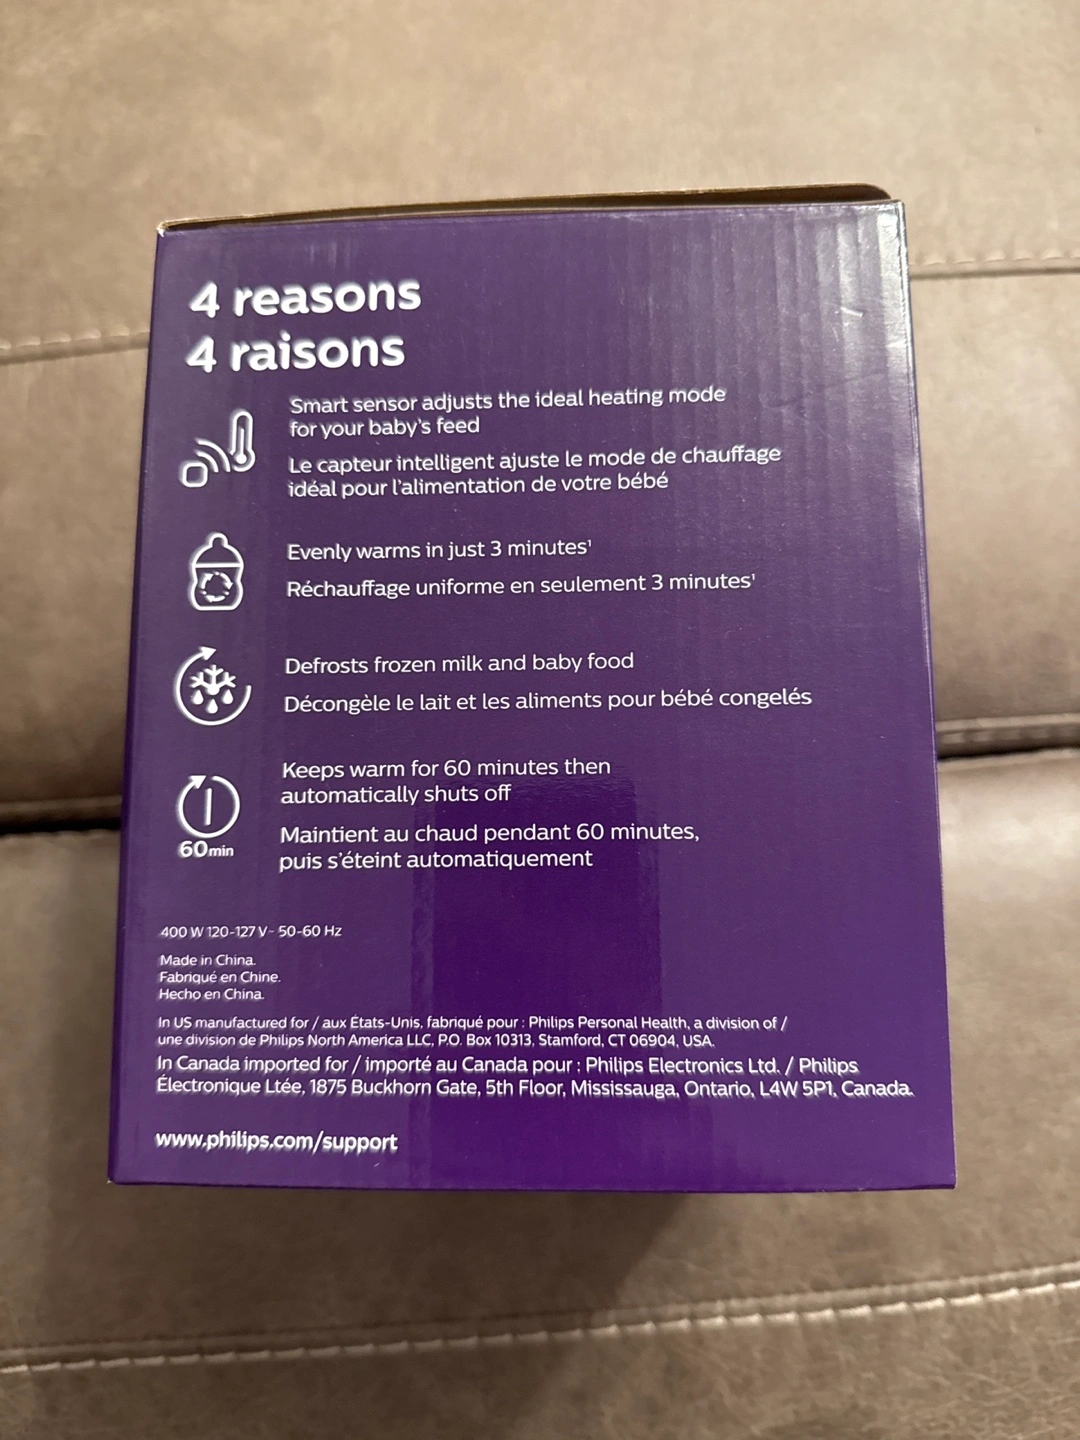 4 reasons
4 raisons
Smart sensor adjusts the ideal heating mode
for your baby's feed
Le capteur intelligent ajuste le mode de chauffage
idéal pour l'alimentation de votre bébé
Evenly warms in just 3 minutes¹
Réchauffage uniforme en seulement 3 minutes¹
Defrosts frozen milk and baby food
Décongèle le lait et les aliments pour bébé congelés
Keeps warm for 60 minutes then
automatically shuts off
60min
Maintient au chaud pendant 60 minutes,
puis s'éteint automatiquement
400 W 120-127 V~ 50-60 Hz
Made in China.
Fabriqué en Chine.
Hecho en China.
In US manufactured for / aux États-Unis, fabriqué pour : Philips Personal Health, a division of /
une division de Philips North America LLC, P.O. Box 10313, Stamford, CT 06904, USA.
In Canada imported for / importé au Canada pour : Philips Electronics Ltd. / Philips
Électronique Ltée, 1875 Buckhorn Gate, 5th Floor, Mississauga, Ontario, L4W 5P1, Canada.
www.philips.com/support